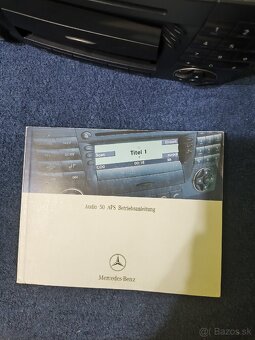 Titel 1
Audio 50 APS Betriebsanleitung
Mercedes-Benz
© bazos.sk